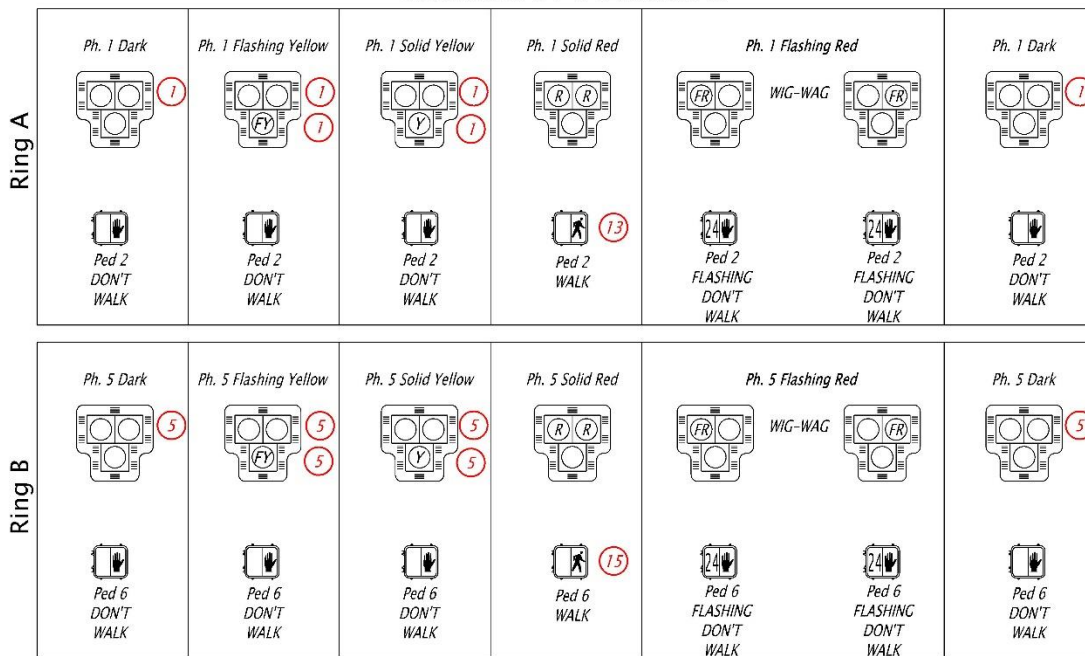 Ring A
Ph. 1 Dark
1
Ped 2
DON'T
WALK
Ph. 1 Flashing Yellow
1
FY
1
Ped 2
DON'T
WALK
Ph. 1 Solid Yellow
1
Y
1
Ped 2
DON'T
WALK
Ph. 1 Solid Red
R R
13
Ped 2
WALK
Ph. 1 Flashing Red
FR WIG-WAG FR
24
Ped 2
FLASHING
DON'T
WALK
24
Ped 2
FLASHING
DON'T
WALK
Ph. 1 Dark
1
Ped 2
DON'T
WALK
Ring B
Ph. 5 Dark
5
Ped 6
DON'T
WALK
Ph. 5 Flashing Yellow
5
FY
5
Ped 6
DON'T
WALK
Ph. 5 Solid Yellow
5
Y
5
Ped 6
DON'T
WALK
Ph. 5 Solid Red
R R
15
Ped 6
WALK
Ph. 5 Flashing Red
FR WIG-WAG FR
24
Ped 6
FLASHING
DON'T
WALK
24
Ped 6
FLASHING
DON'T
WALK
Ph. 5 Dark
5
Ped 6
DON'T
WALK